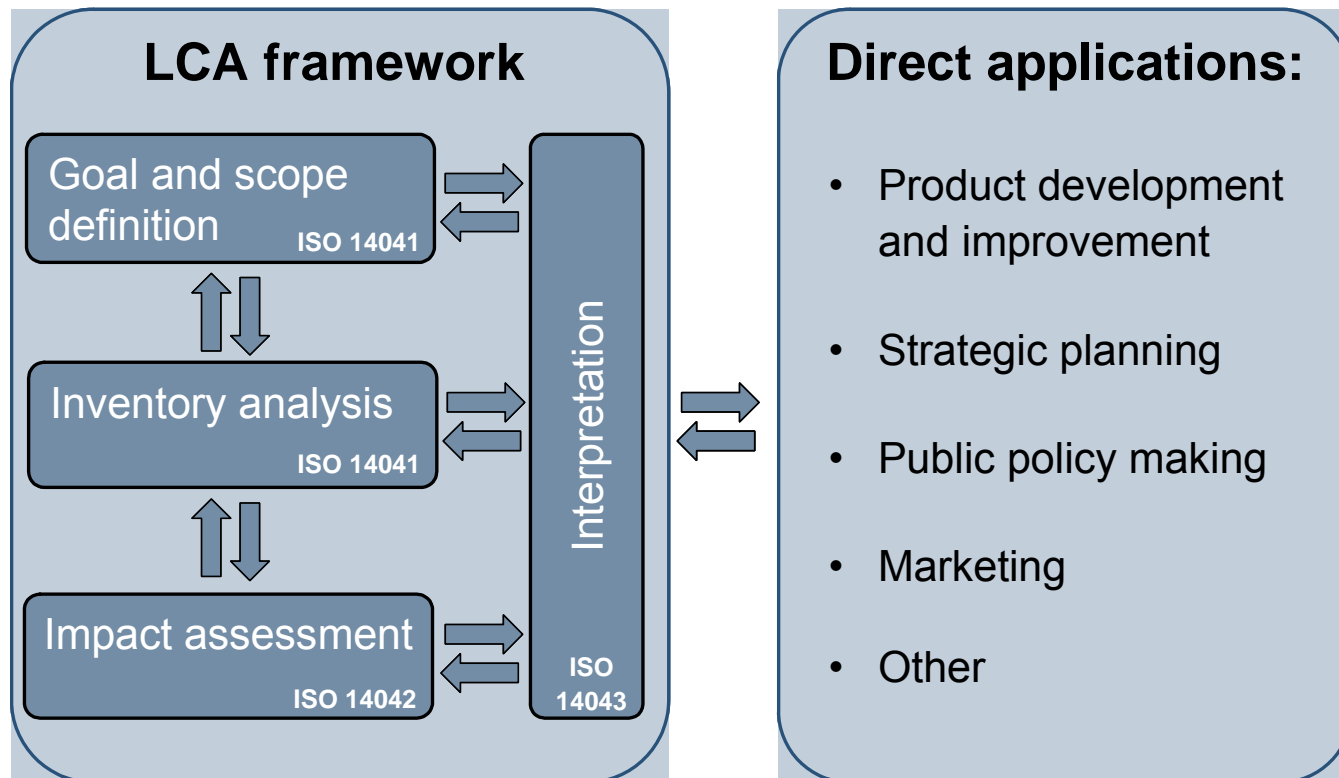 LCA framework
Goal and scope
definition
ISO 14041
Inventory analysis
ISO 14041
Impact assessment
ISO 14042
Interpretation
ISO
14043
Direct applications:
• Product development
and improvement
• Strategic planning
• Public policy making
• Marketing
• Other